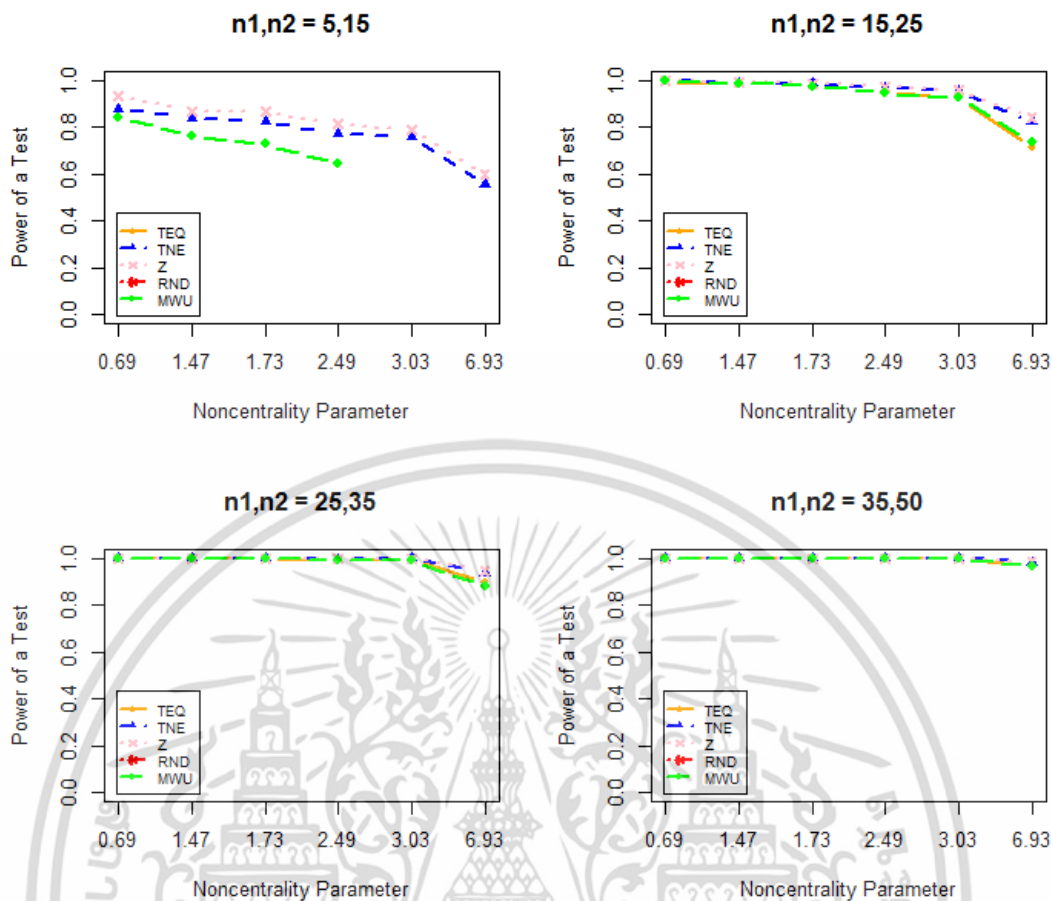 n1,n2 = 5,15
Power of a Test
0.0 0.2 0.4 0.6 0.8 1.0
TEQ
TNE
Z
RND
MWU
0.69 1.47 1.73 2.49 3.03 6.93
Noncentrality Parameter
n1,n2 = 15,25
Power of a Test
0.0 0.2 0.4 0.6 0.8 1.0
TEQ
TNE
Z
RND
MWU
0.69 1.47 1.73 2.49 3.03 6.93
Noncentrality Parameter
n1,n2 = 25,35
Power of a Test
0.0 0.2 0.4 0.6 0.8 1.0
TEQ
TNE
Z
RND
MWU
0.69 1.47 1.73 2.49 3.03 6.93
Noncentrality Parameter
n1,n2 = 35,50
Power of a Test
0.0 0.2 0.4 0.6 0.8 1.0
TEQ
TNE
Z
RND
MWU
0.69 1.47 1.73 2.49 3.03 6.93
Noncentrality Parameter